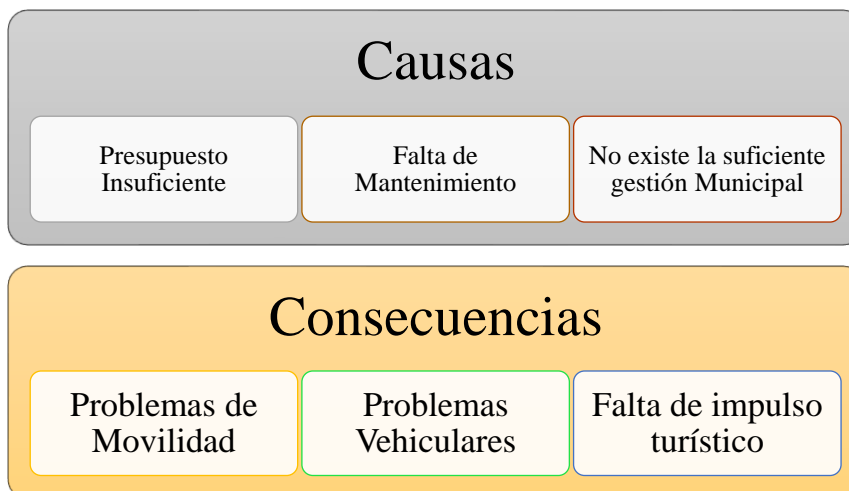 Causas
Presupuesto
Insuficiente
Falta de
Mantenimiento
No existe la suficiente
gestión Municipal
Consecuencias
Problemas de
Movilidad
Problemas
Vehiculares
Falta de impulso
turístico